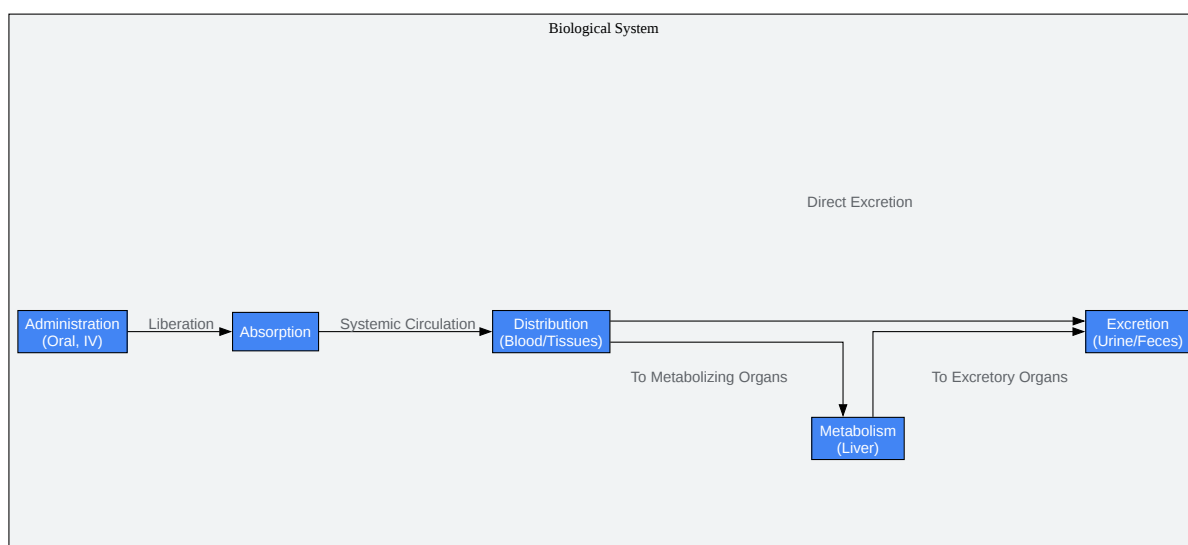 Biological System
Direct Excretion
Administration
(Oral, IV)
Liberation
Absorption
Systemic Circulation
Distribution
(Blood/Tissues)
Excretion
(Urine/Feces)
To Metabolizing Organs
To Excretory Organs
Metabolism
(Liver)